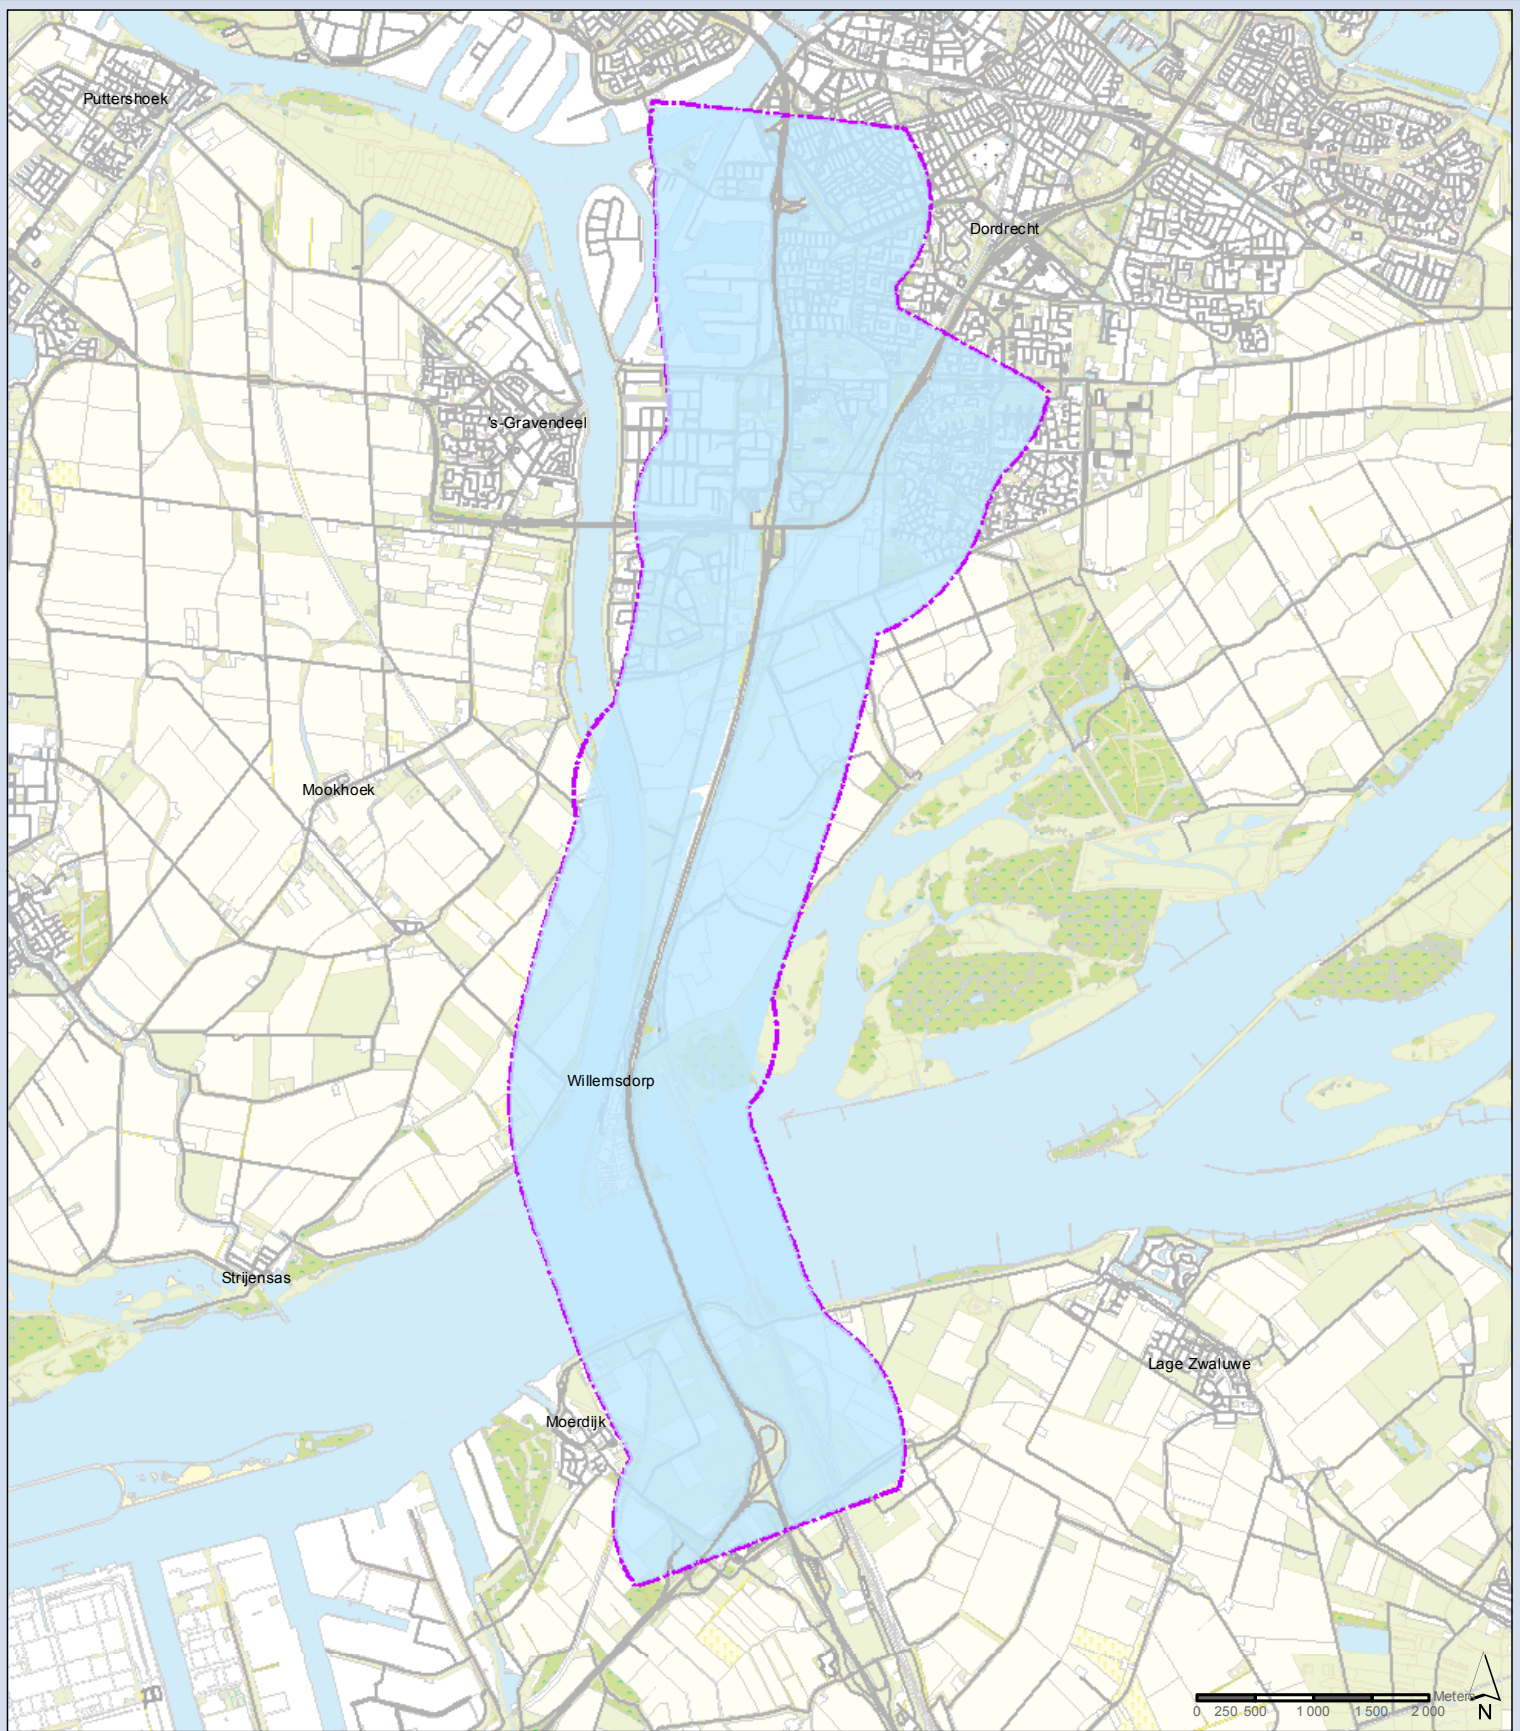 Puttershoek
Dordrecht
's-Gravendeel
Mookhoek
Willemsdorp
Strijensas
Lage Zwaluwe
Moerdijk
Meters
0 250 500 1 000 1 500 2 000
N